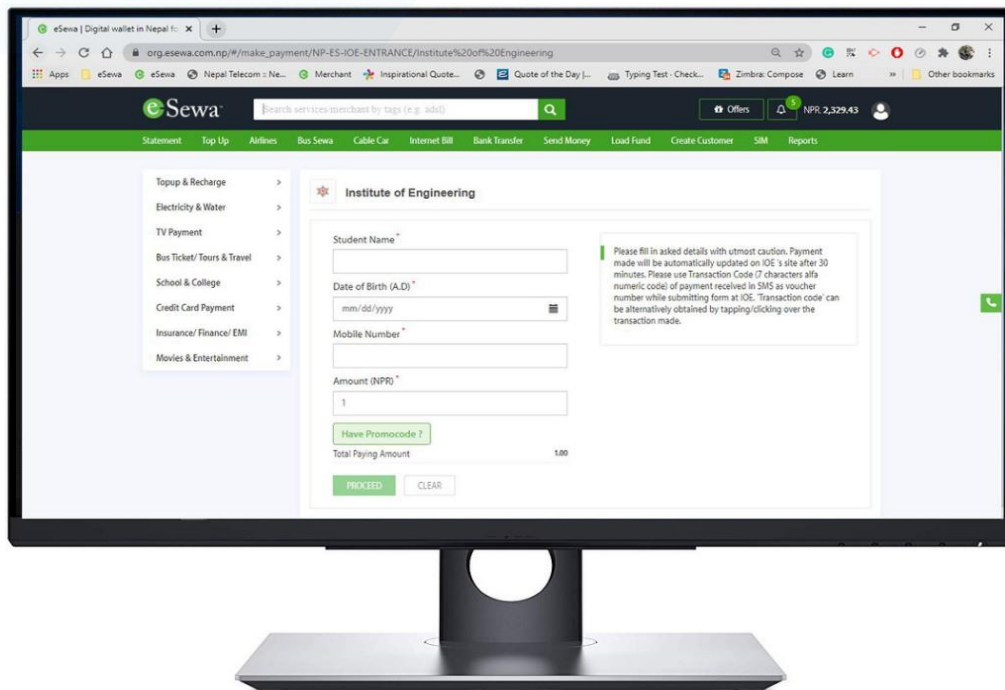 eSewa | Digital wallet in Nepal fo
org.esewa.com.np/#/make_payment/NP-ES-IOE-ENTRANCE/Institute%20of%20Engineering
Apps eSewa eSewa Nepal Telecom :: Ne... Merchant Inspirational Quote... Quote of the Day |... Typing Test - Check... Zimbra: Compose Learn » Other bookmarks
eSewa Search services/merchant by tags (e.g. adsl) Offers 5 NPR 2,329.43
Statement Top Up Airlines Bus Sewa Cable Car Internet Bill Bank Transfer Send Money Load Fund Create Customer SIM Reports
Topup & Recharge
Electricity & Water
TV Payment
Bus Ticket/ Tours & Travel
School & College
Credit Card Payment
Insurance/ Finance/ EMI
Movies & Entertainment
Institute of Engineering
Student Name *
Date of Birth (A.D) *
mm/dd/yyyy
Mobile Number *
Amount (NPR) *
1
Have Promocode ?
Total Paying Amount 1.00
PROCEED CLEAR
Please fill in asked details with utmost caution. Payment
made will be automatically updated on IOE 's site after 30
minutes. Please use Transaction Code (7 characters alfa
numeric code) of payment received in SMS as voucher
number while submitting form at IOE. 'Transaction code' can
be alternatively obtained by tapping/clicking over the
transaction made.